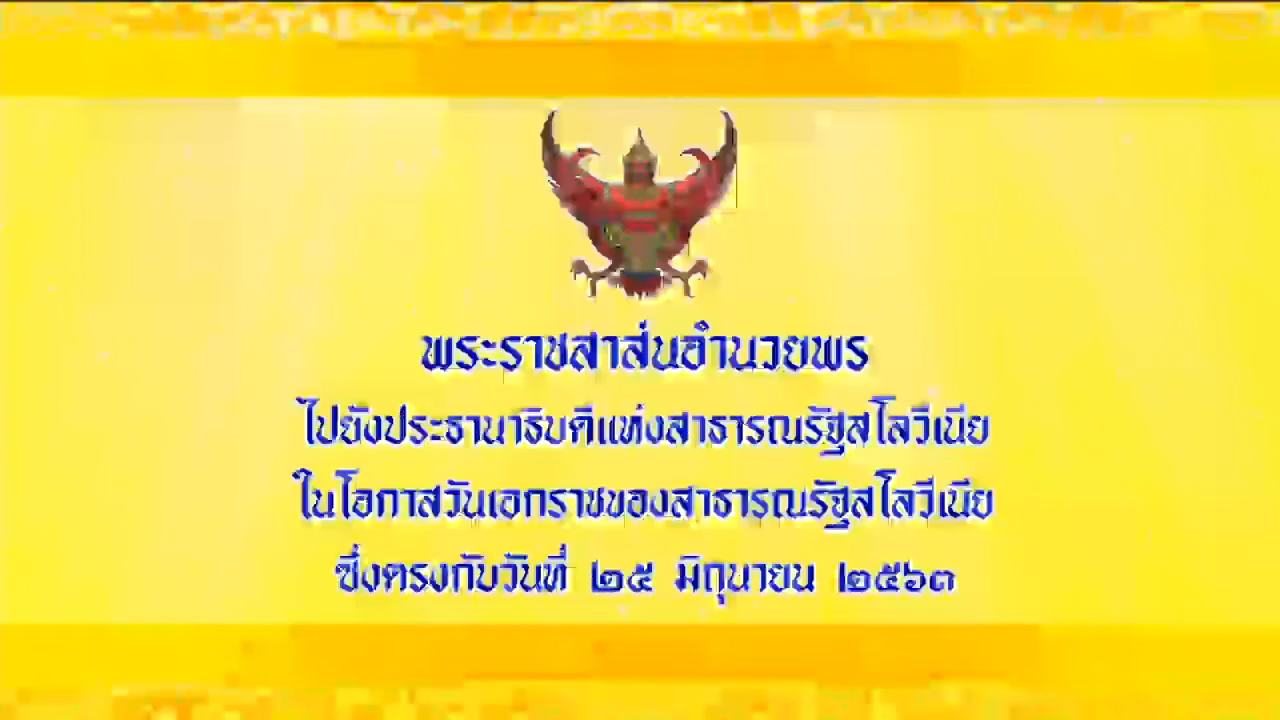 พระราชสาส์นอำนวยพร
ไปยังประธานาธิบดีแห่งสาธารณรัฐสโลวีเนีย
ในโอกาสวันเอกราชของสาธารณรัฐสโลวีเนีย
ซึ่งตรงกับวันที่ ๒๕ มิถุนายน ๒๕๖๓